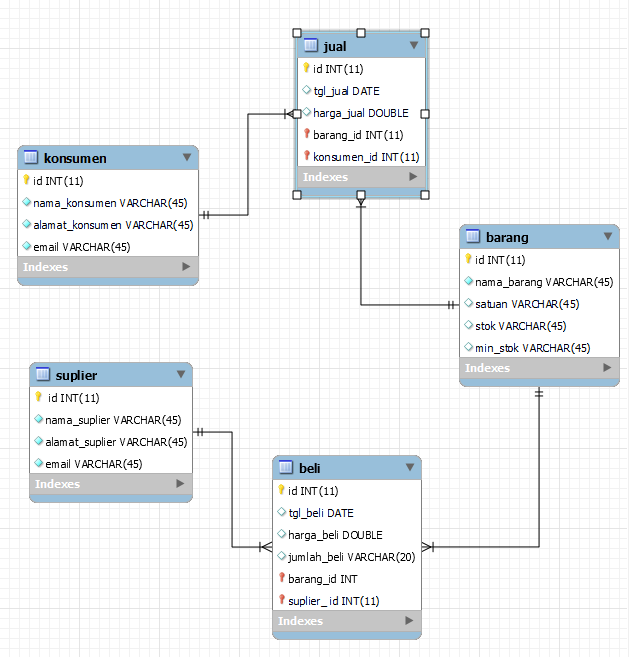 jual
id INT(11)
tgl_jual DATE
harga_jual DOUBLE
barang_id INT(11)
konsumen_id INT(11)
Indexes
konsumen
id INT(11)
nama_konsumen VARCHAR(45)
alamat_konsumen VARCHAR(45)
email VARCHAR(45)
Indexes
barang
id INT(11)
nama_barang VARCHAR(45)
satuan VARCHAR(45)
stok VARCHAR(45)
min_stok VARCHAR(45)
Indexes
suplier
id INT(11)
nama_suplier VARCHAR(45)
alamat_suplier VARCHAR(45)
email VARCHAR(45)
Indexes
beli
id INT(11)
tgl_beli DATE
harga_beli DOUBLE
jumlah_beli VARCHAR(20)
barang_id INT
suplier_ id INT(11)
Indexes